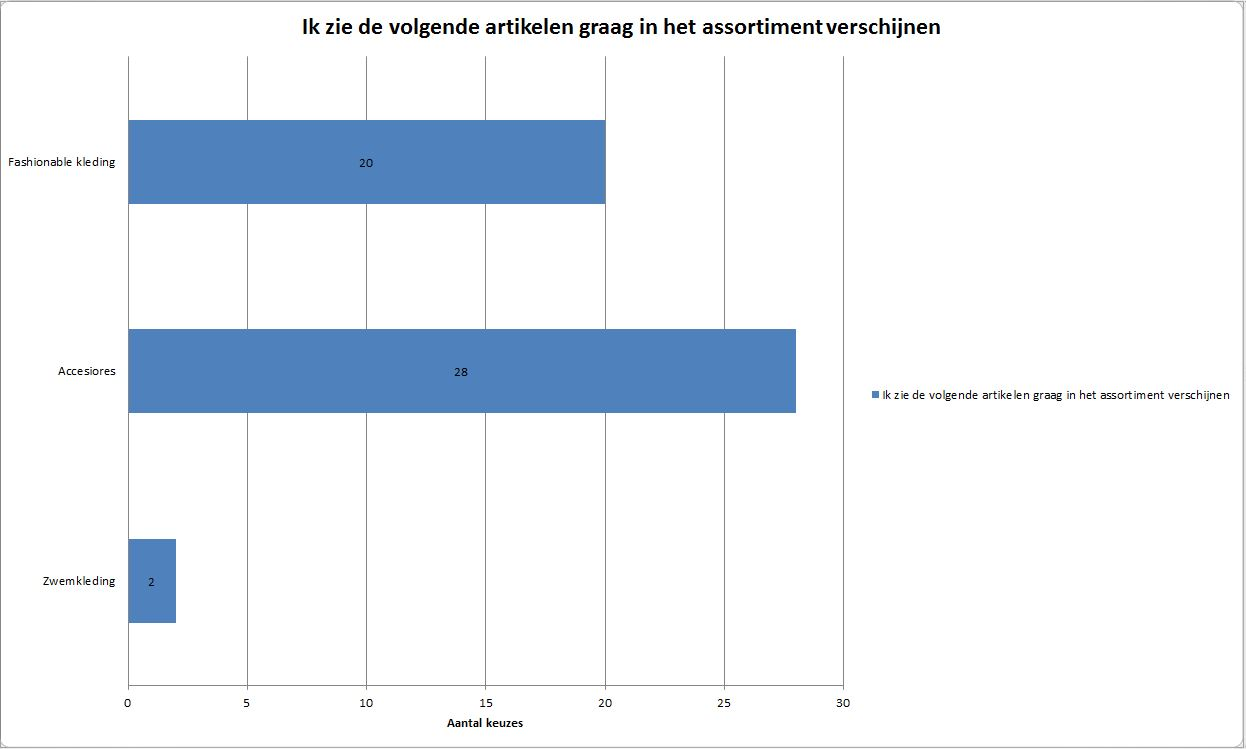 Ik zie de volgende artikelen graag in het assortiment verschijnen
Fashionable kleding
20
Accesiores
28
Ik zie de volgende artikelen graag in het assortiment verschijnen
Zwemkleding
2
0 5 10 15 20 25 30
Aantal keuzes